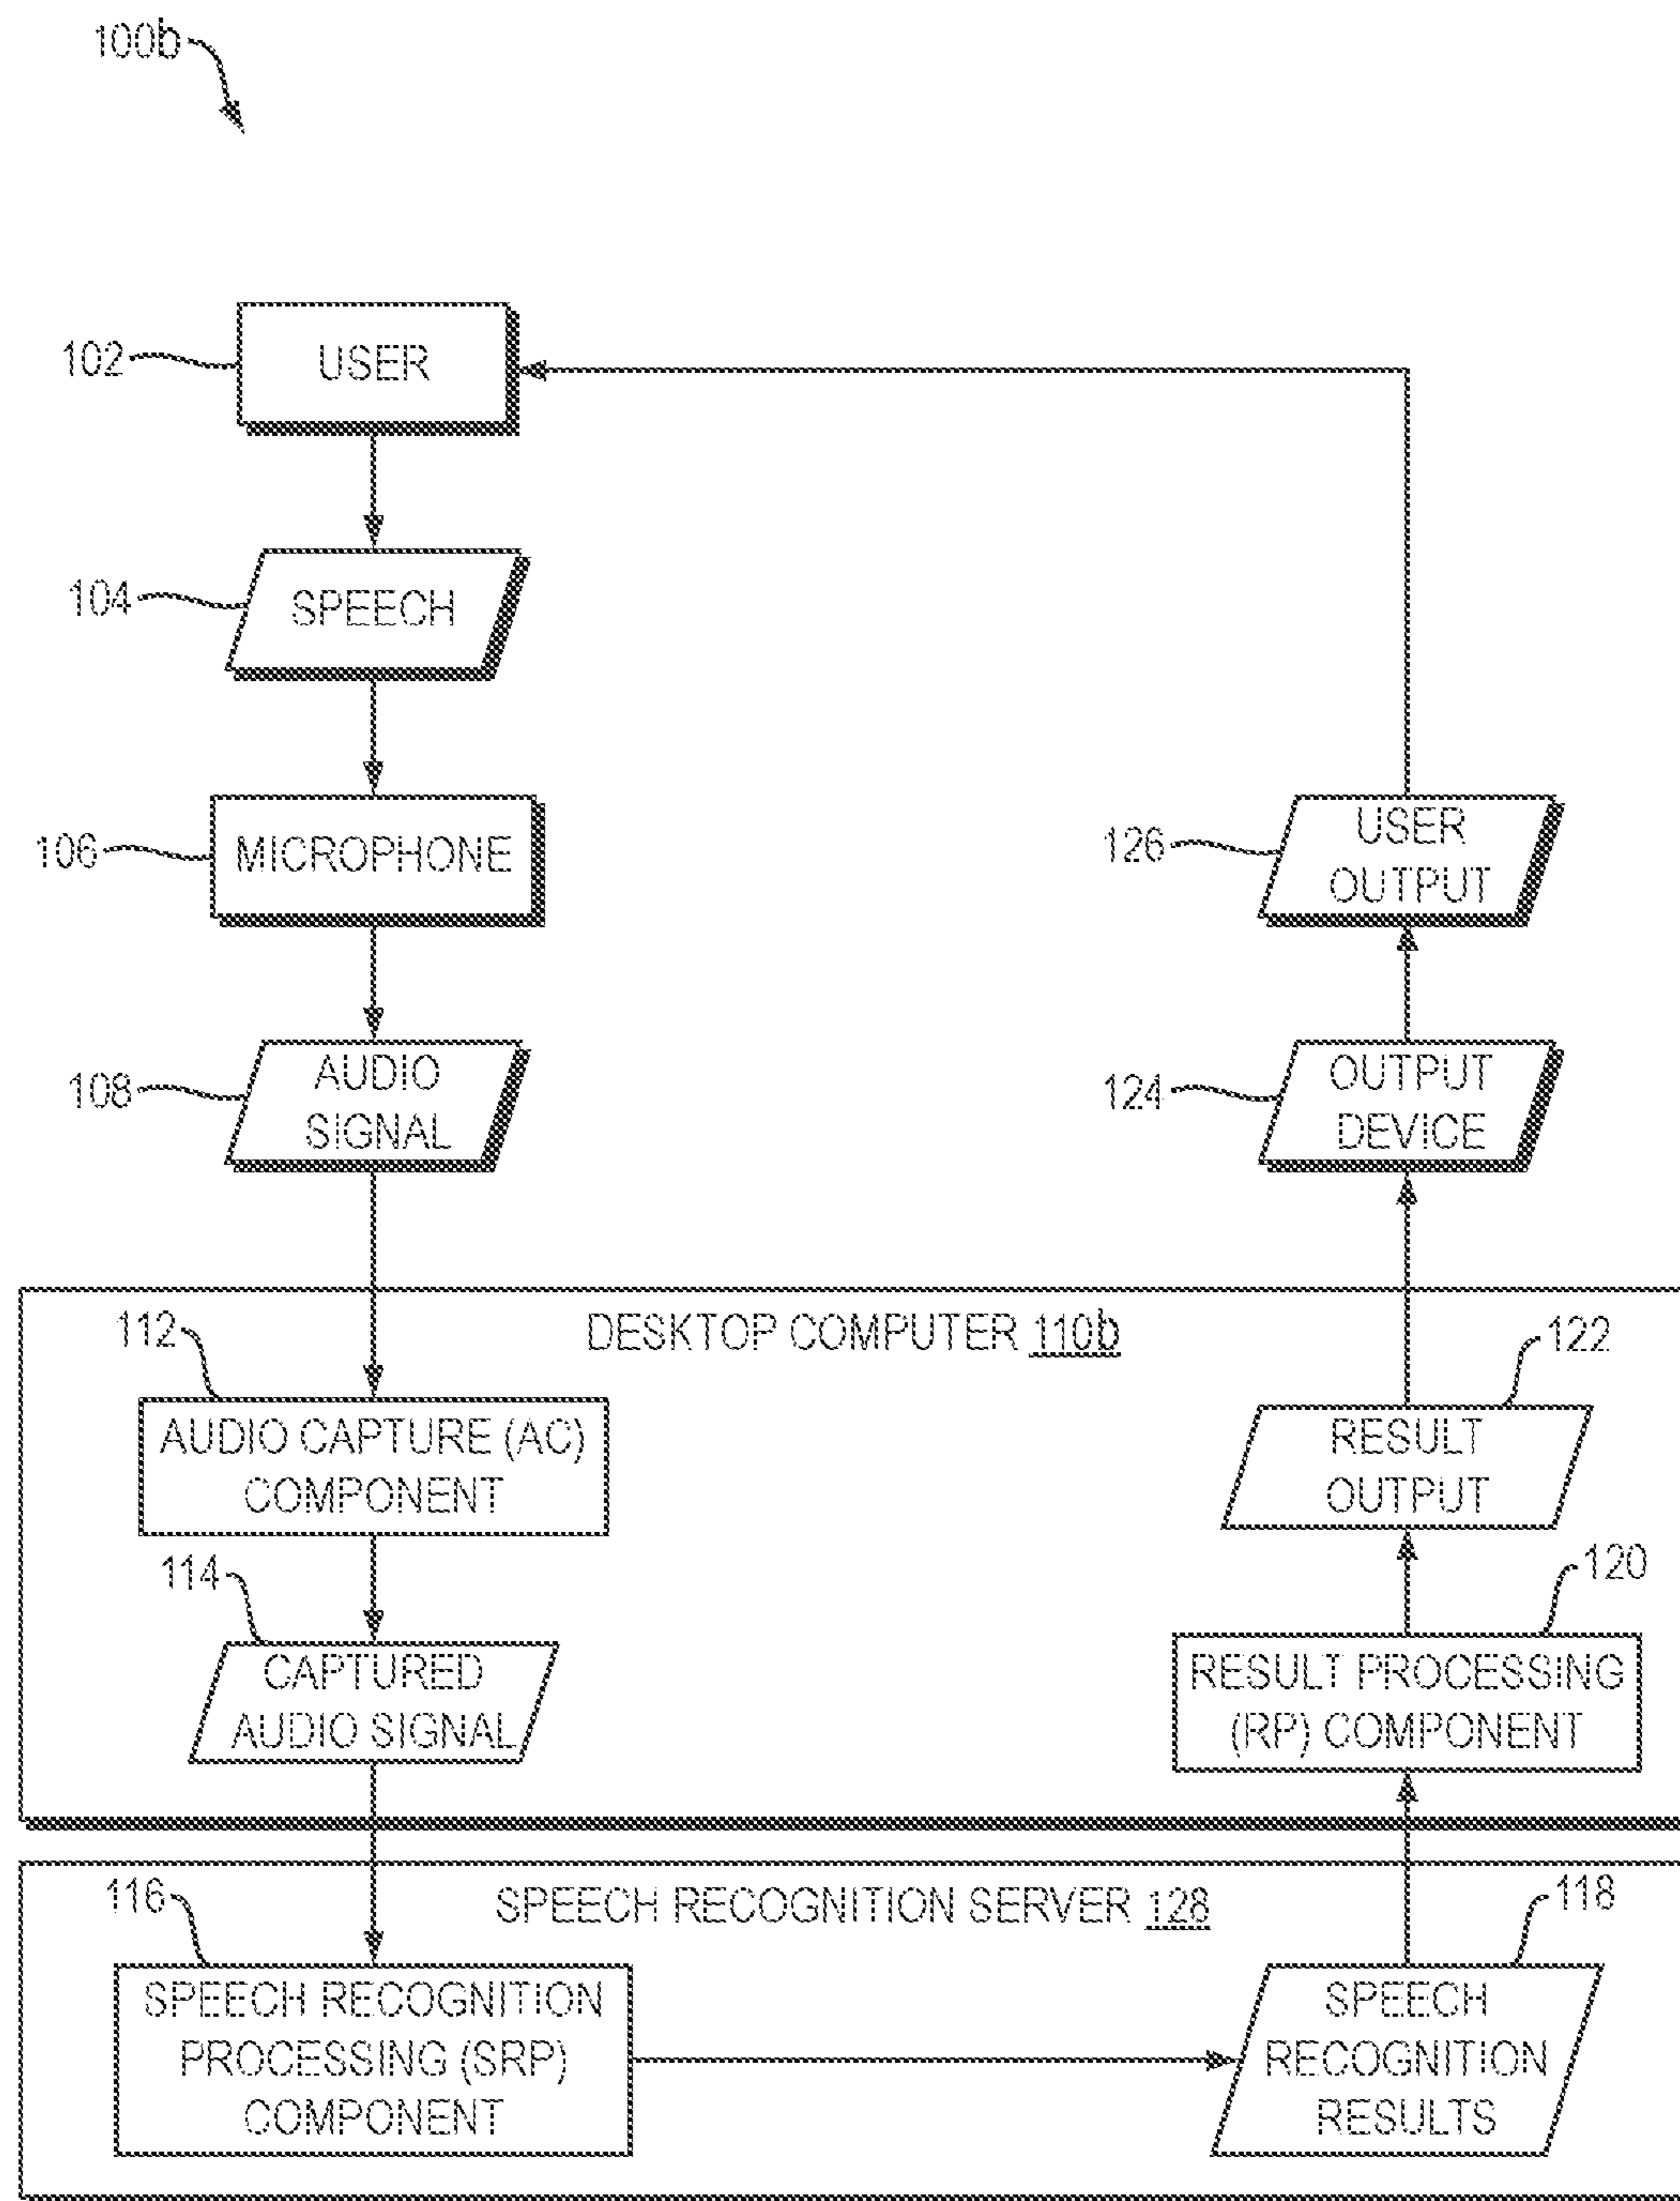 100b
102
USER
104
SPEECH
106
MICROPHONE
126
USER
OUTPUT
108
AUDIO
SIGNAL
124
OUTPUT
DEVICE
DESKTOP COMPUTER 110b
112
AUDIO CAPTURE (AC)
COMPONENT
122
RESULT
OUTPUT
114
CAPTURED
AUDIO SIGNAL
120
RESULT PROCESSING
(RP) COMPONENT
SPEECH RECOGNITION SERVER 128
116
SPEECH RECOGNITION
PROCESSING (SRP)
COMPONENT
118
SPEECH
RECOGNITION
RESULTS